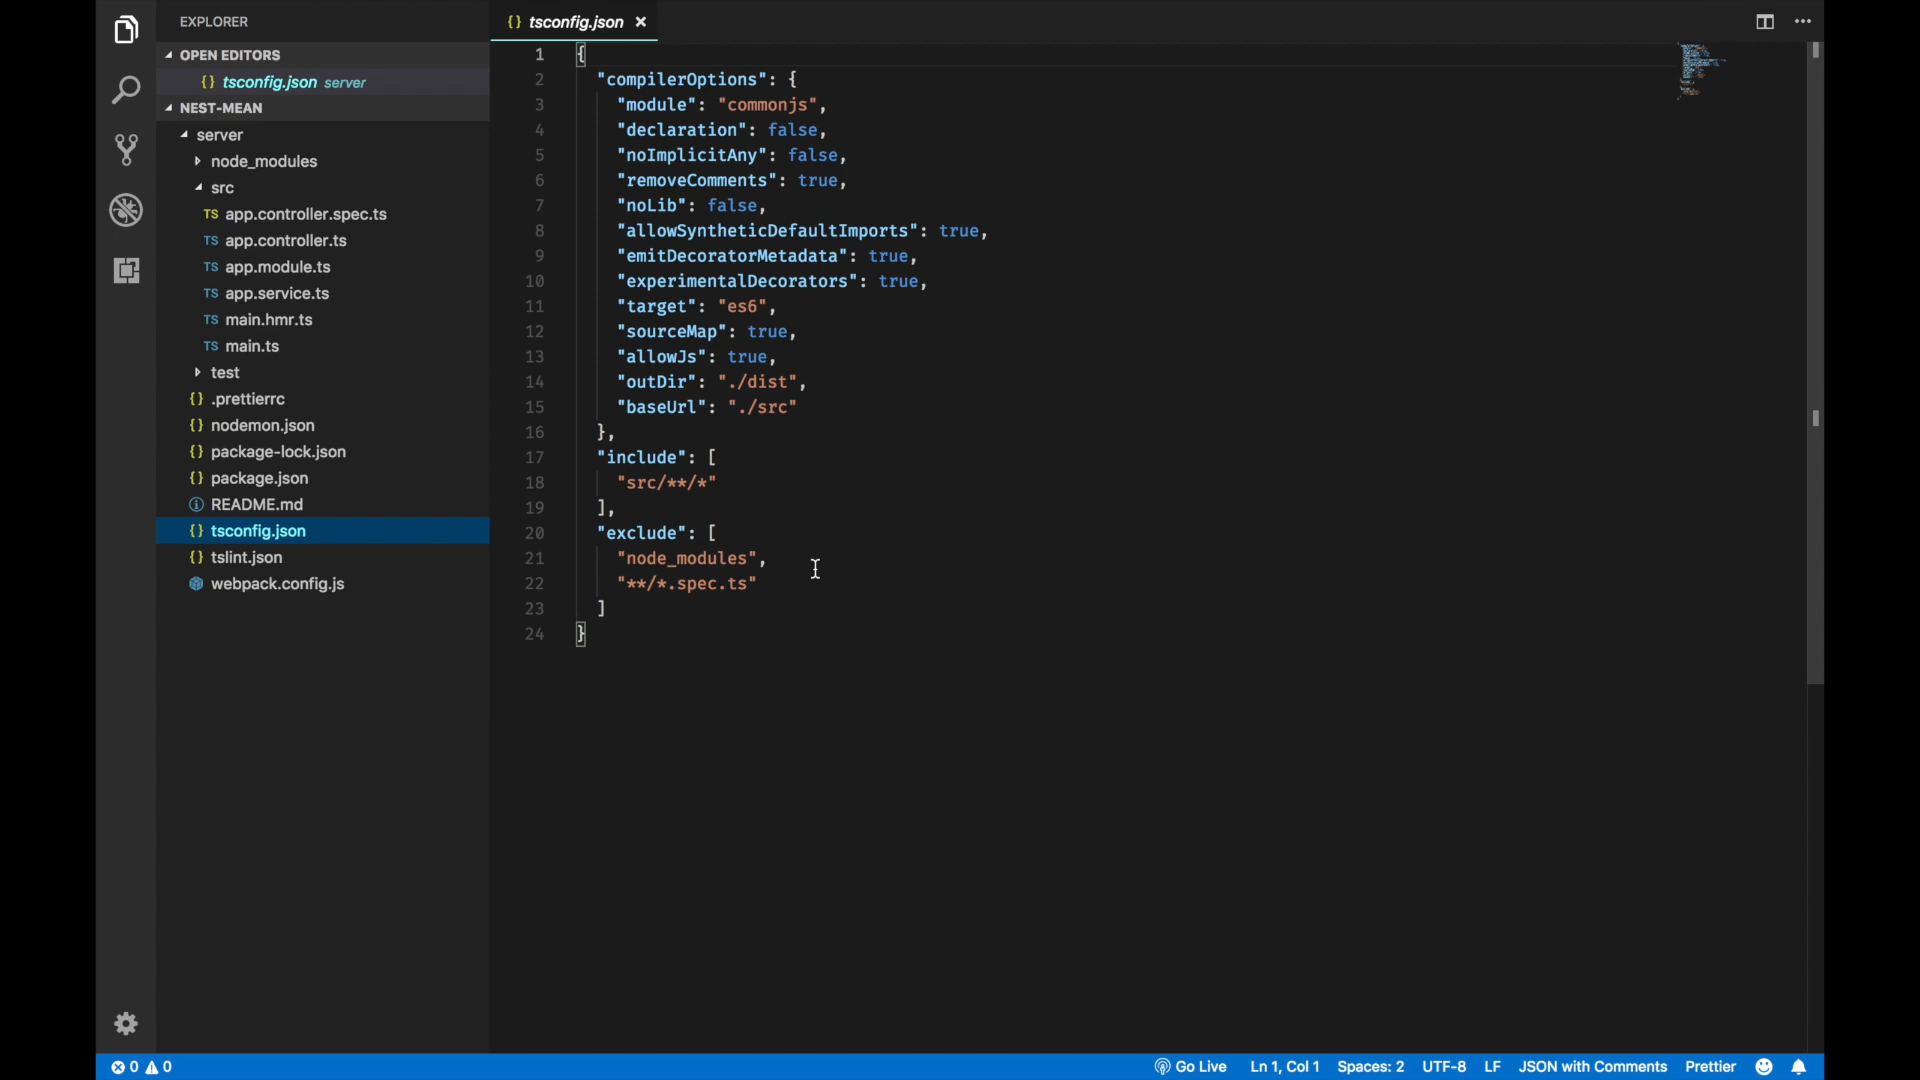 EXPLORER
OPEN EDITORS
{} tsconfig.json server
NEST-MEAN
server
node_modules
src
TS app.controller.spec.ts
TS app.controller.ts
TS app.module.ts
TS app.service.ts
TS main.hmr.ts
TS main.ts
test
{} .prettierrc
{} nodemon.json
{} package-lock.json
{} package.json
README.md
{} tsconfig.json
{} tslint.json
webpack.config.js
{} tsconfig.json ×
1 {
2 "compilerOptions": {
3 "module": "commonjs",
4 "declaration": false,
5 "noImplicitAny": false,
6 "removeComments": true,
7 "noLib": false,
8 "allowSyntheticDefaultImports": true,
9 "emitDecoratorMetadata": true,
10 "experimentalDecorators": true,
11 "target": "es6",
12 "sourceMap": true,
13 "allowJs": true,
14 "outDir": "./dist",
15 "baseUrl": "./src"
16 },
17 "include": [
18 "src/**/*"
19 ],
20 "exclude": [
21 "node_modules",
22 "**/*.spec.ts"
23 ]
24 }
0 0 Go Live Ln 1, Col 1 Spaces: 2 UTF-8 LF JSON with Comments Prettier